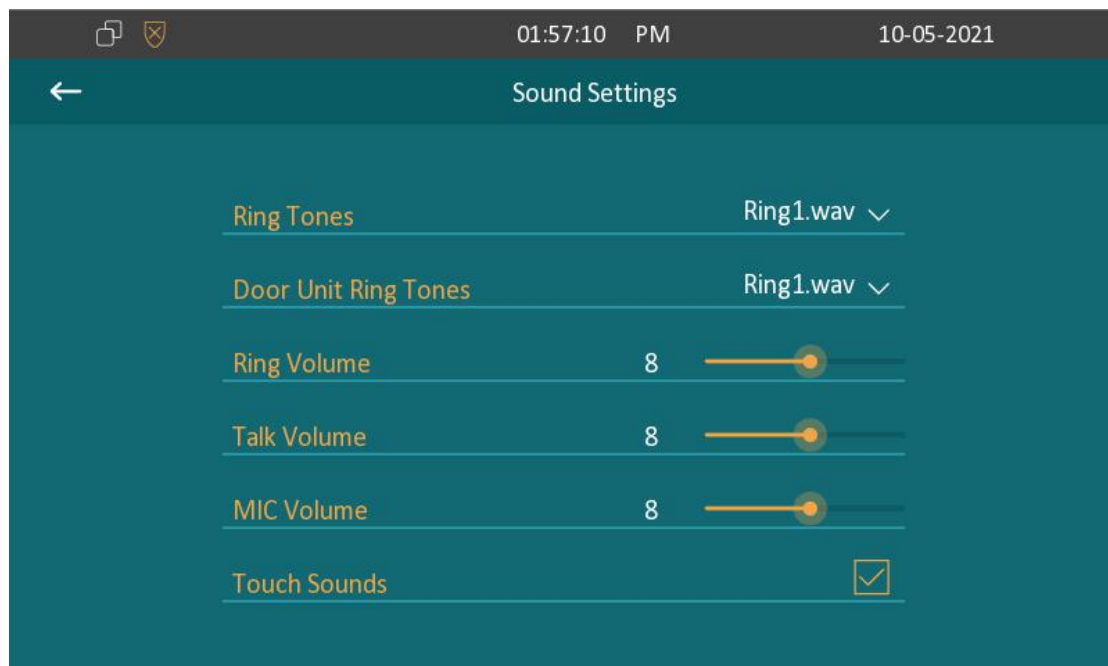 01:57:10 PM 10-05-2021
Sound Settings
Ring Tones Ring1.wav
Door Unit Ring Tones Ring1.wav
Ring Volume 8
Talk Volume 8
MIC Volume 8
Touch Sounds